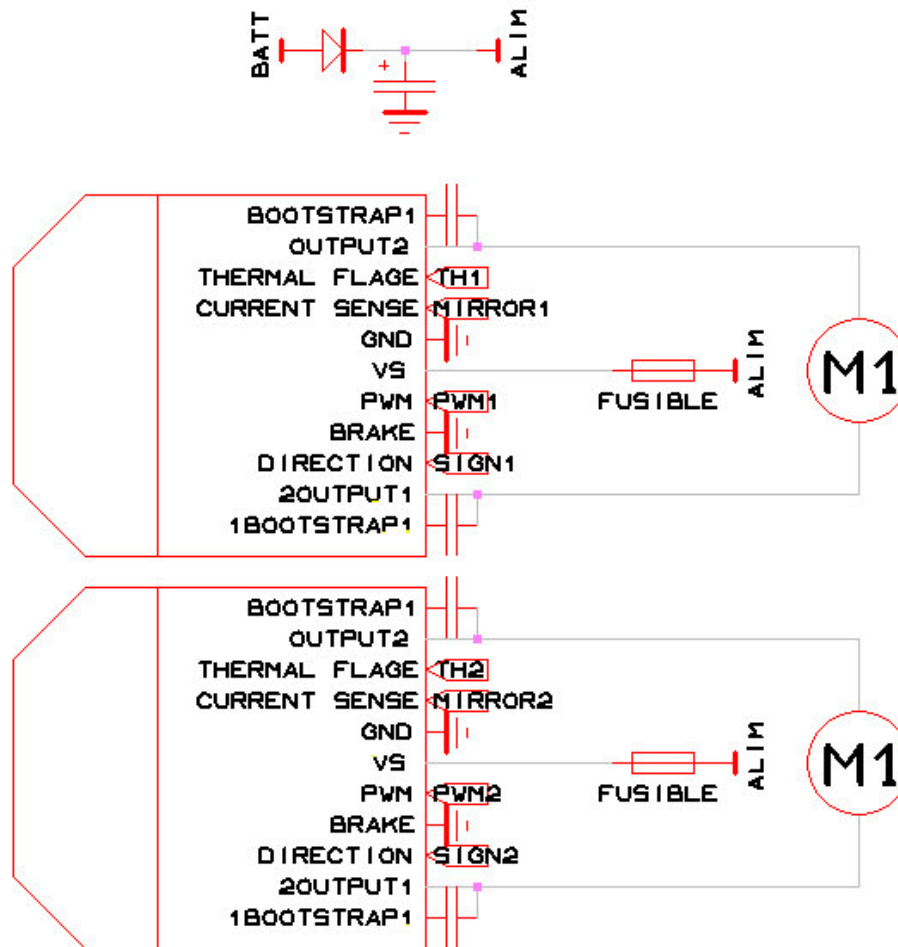 BATT
+
ALIM
BOOTSTRAP1
OUTPUT2
THERMAL FLAGE TH1
CURRENT SENSE MIRROR1
GND
VS
ALIM
M1
PWM PWM1
FUSIBLE
BRAKE
DIRECTION SIGN1
2OUTPUT1
1BOOTSTRAP1
BOOTSTRAP1
OUTPUT2
THERMAL FLAGE TH2
CURRENT SENSE MIRROR2
GND
VS
ALIM
M1
PWM PWM2
FUSIBLE
BRAKE
DIRECTION SIGN2
2OUTPUT1
1BOOTSTRAP1